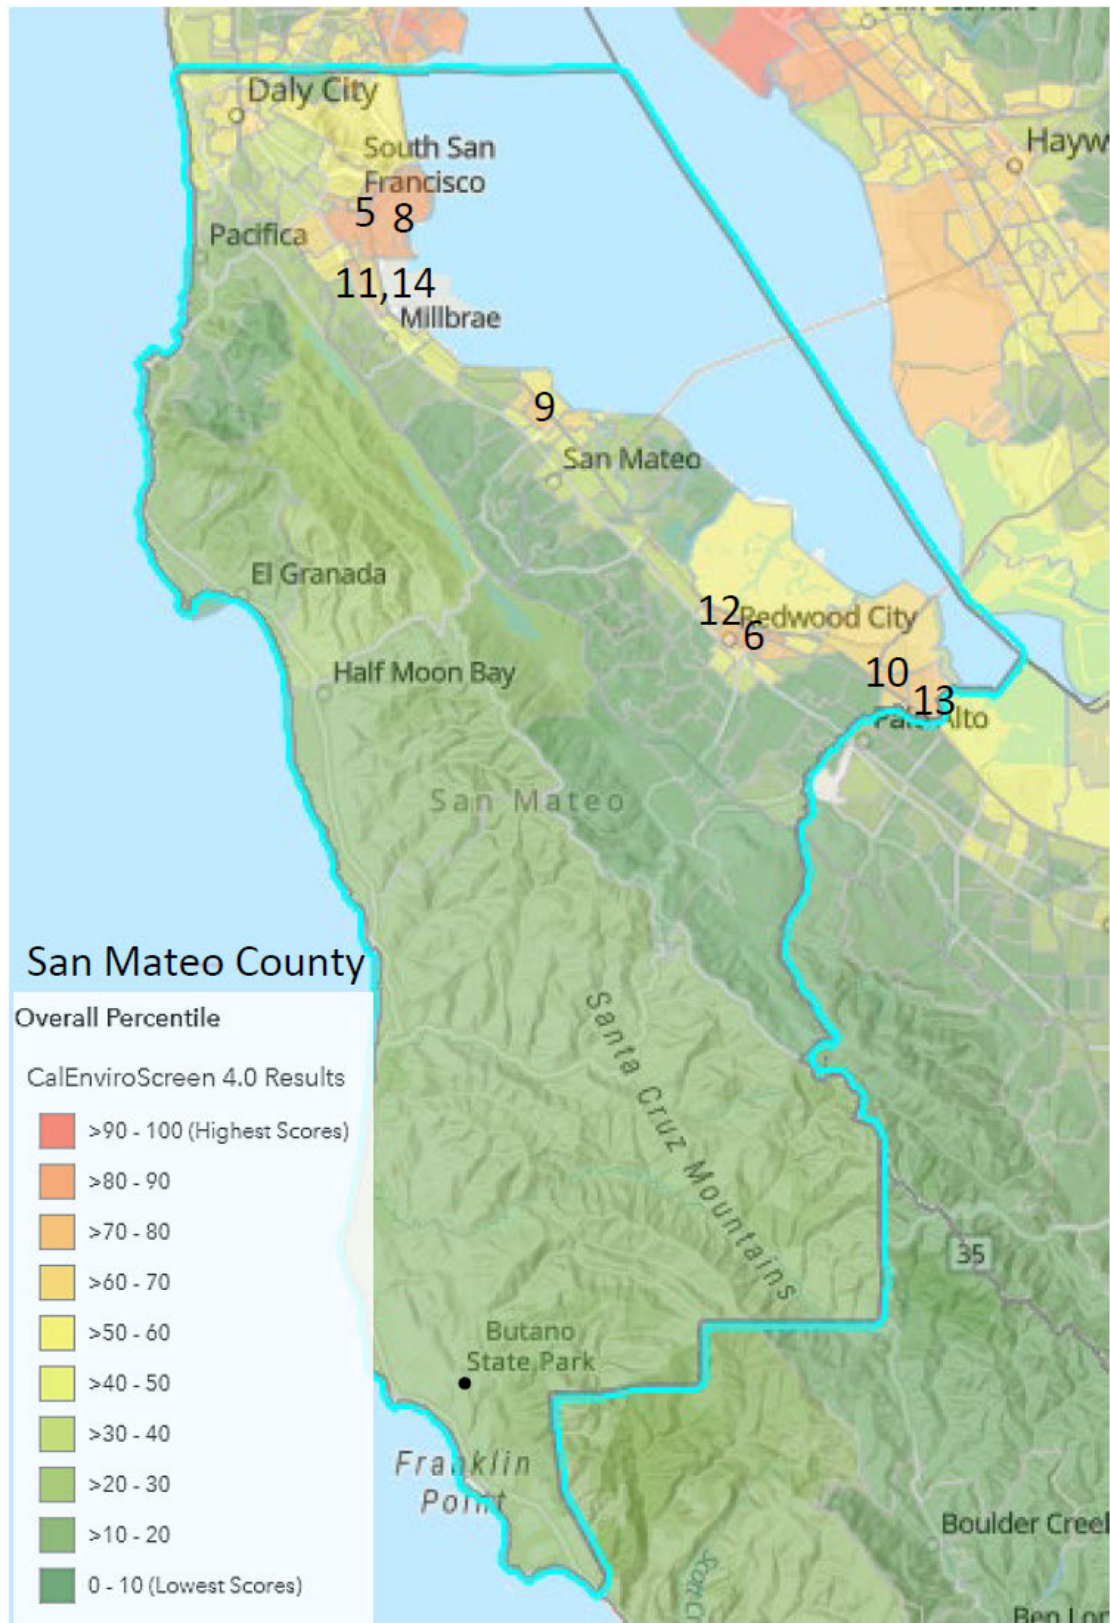 Daly City
South San
Francisco
5 8
Pacifica
11,14
Millbrae
9
San Mateo
Hayw
El Granada
12
Redwood City
6
10
Half Moon Bay
13
Palo Alto
San Mateo
San Mateo County
Overall Percentile
CalEnviroScreen 4.0 Results
>90 - 100 (Highest Scores)
>80 - 90
>70 - 80
>60 - 70
>50 - 60
>40 - 50
>30 - 40
>20 - 30
>10 - 20
0 - 10 (Lowest Scores)
Santa Cruz Mountains
35
Butano
State Park
Franklin
Point
Boulder Creek